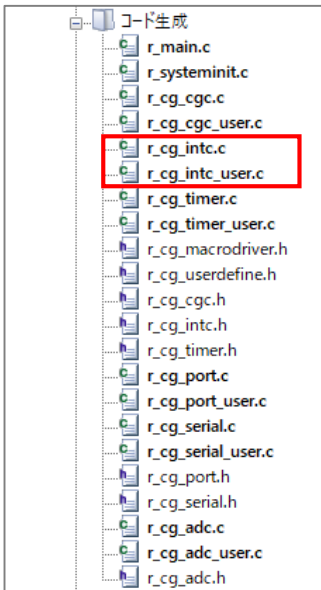 コード生成
r_main.c
r_systeminit.c
r_cg_cgc.c
r_cg_cgc_user.c
r_cg_intc.c
r_cg_intc_user.c
r_cg_timer.c
r_cg_timer_user.c
r_cg_macrodriver.h
r_cg_userdefine.h
r_cg_cgc.h
r_cg_intc.h
r_cg_timer.h
r_cg_port.c
r_cg_port_user.c
r_cg_serial.c
r_cg_serial_user.c
r_cg_port.h
r_cg_serial.h
r_cg_adc.c
r_cg_adc_user.c
r_cg_adc.h